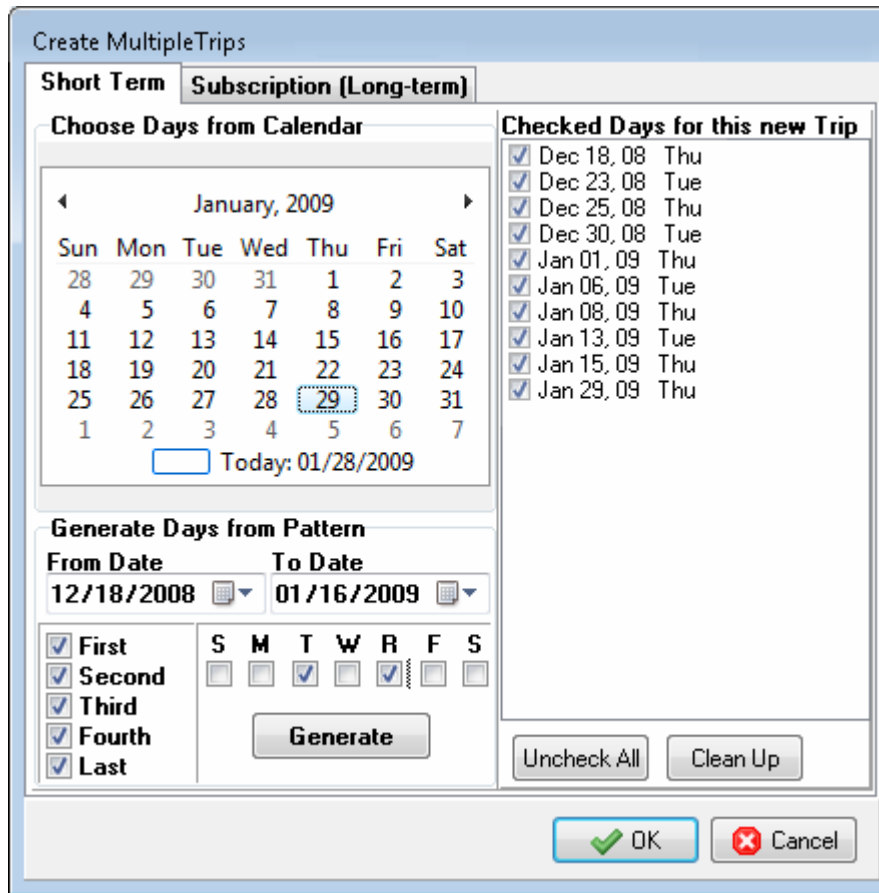 Create MultipleTrips
Short Term
Subscription (Long-term)
Choose Days from Calendar
January, 2009
Sun Mon Tue Wed Thu Fri Sat
28 29 30 31 1 2 3
4 5 6 7 8 9 10
11 12 13 14 15 16 17
18 19 20 21 22 23 24
25 26 27 28 29 30 31
1 2 3 4 5 6 7
Today: 01/28/2009
Generate Days from Pattern
From Date To Date
12/18/2008 01/16/2009
First
Second
Third
Fourth
Last
S M T W R F S
Generate
Checked Days for this new Trip
Dec 18, 08 Thu
Dec 23, 08 Tue
Dec 25, 08 Thu
Dec 30, 08 Tue
Jan 01, 09 Thu
Jan 06, 09 Tue
Jan 08, 09 Thu
Jan 13, 09 Tue
Jan 15, 09 Thu
Jan 29, 09 Thu
Uncheck All
Clean Up
OK
Cancel